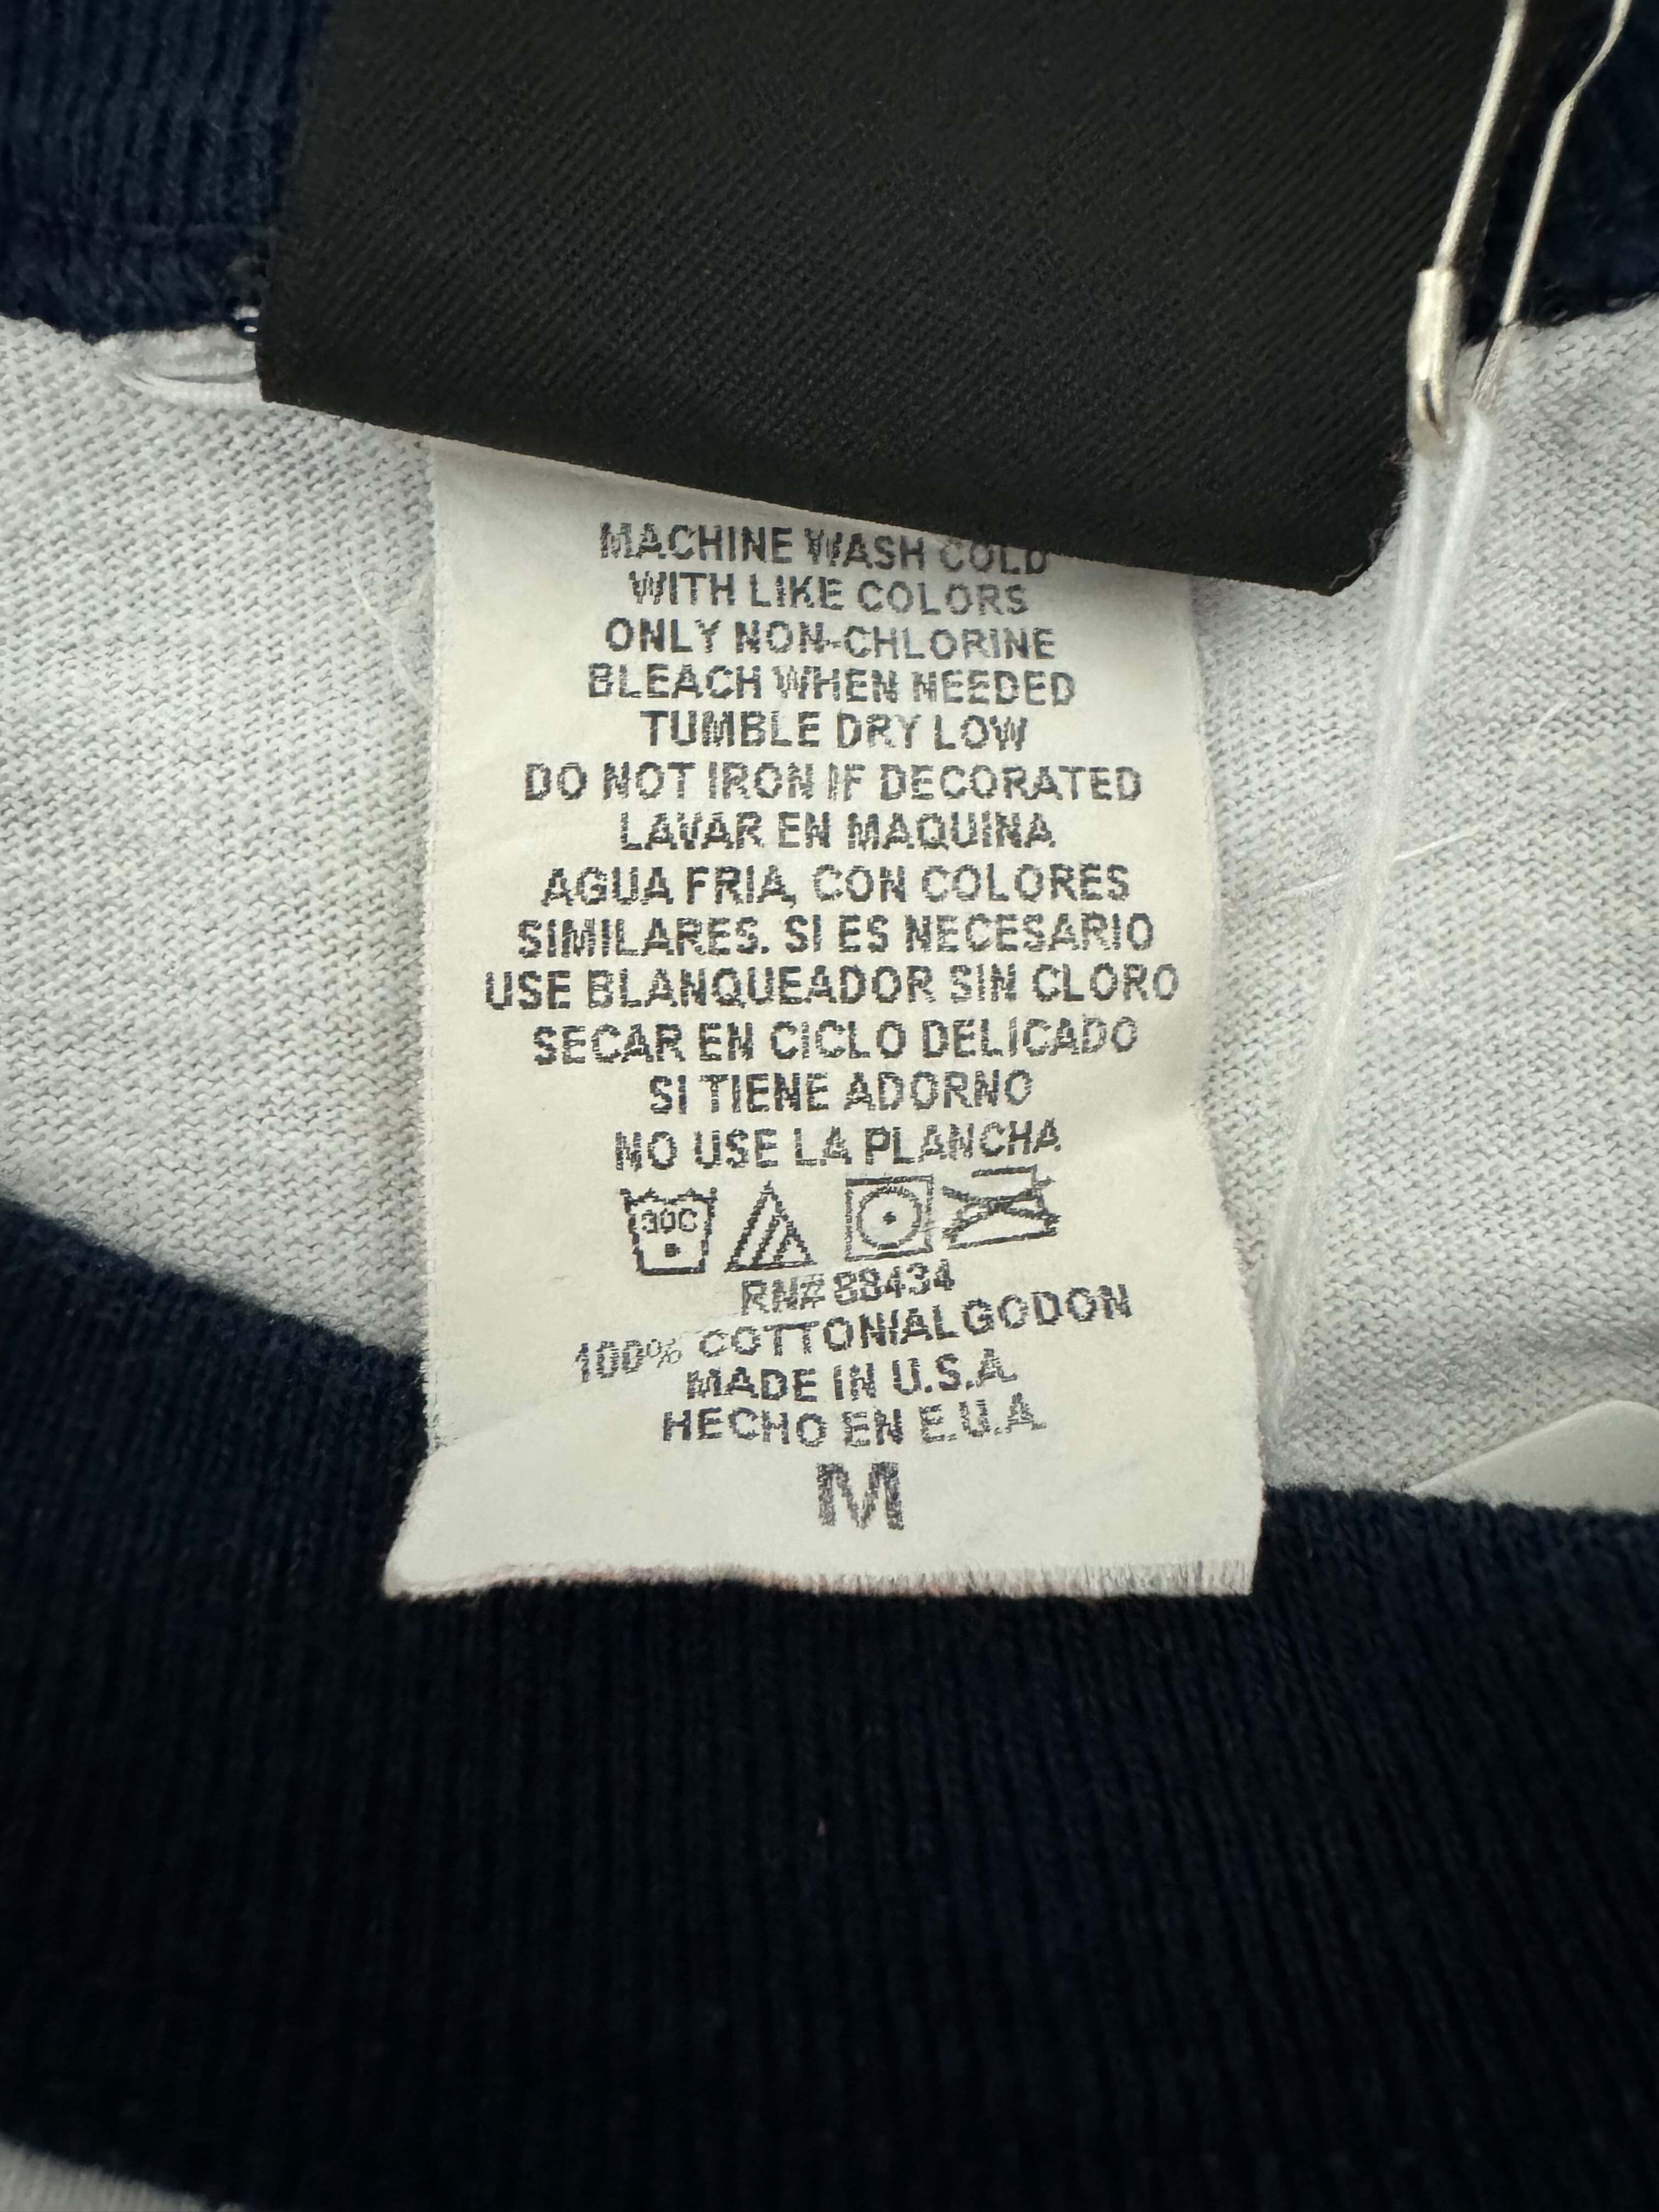 MACHINE WASH COLD
WITH LIKE COLORS
ONLY NON-CHLORINE
BLEACH WHEN NEEDED
TUMBLE DRY LOW
DO NOT IRON IF DECORATED
LAVAR EN MAQUINA
AGUA FRIA, CON COLORES
SIMILARES. SI ES NECESARIO
USE BLANQUEADOR SIN CLORO
SECAR EN CICLO DELICADO
SI TIENE ADORNO
NO USE LA PLANCHA
30C
RN# 88434
100% COTTON/ALGODON
MADE IN U.S.A.
HECHO EN E.U.A.
M